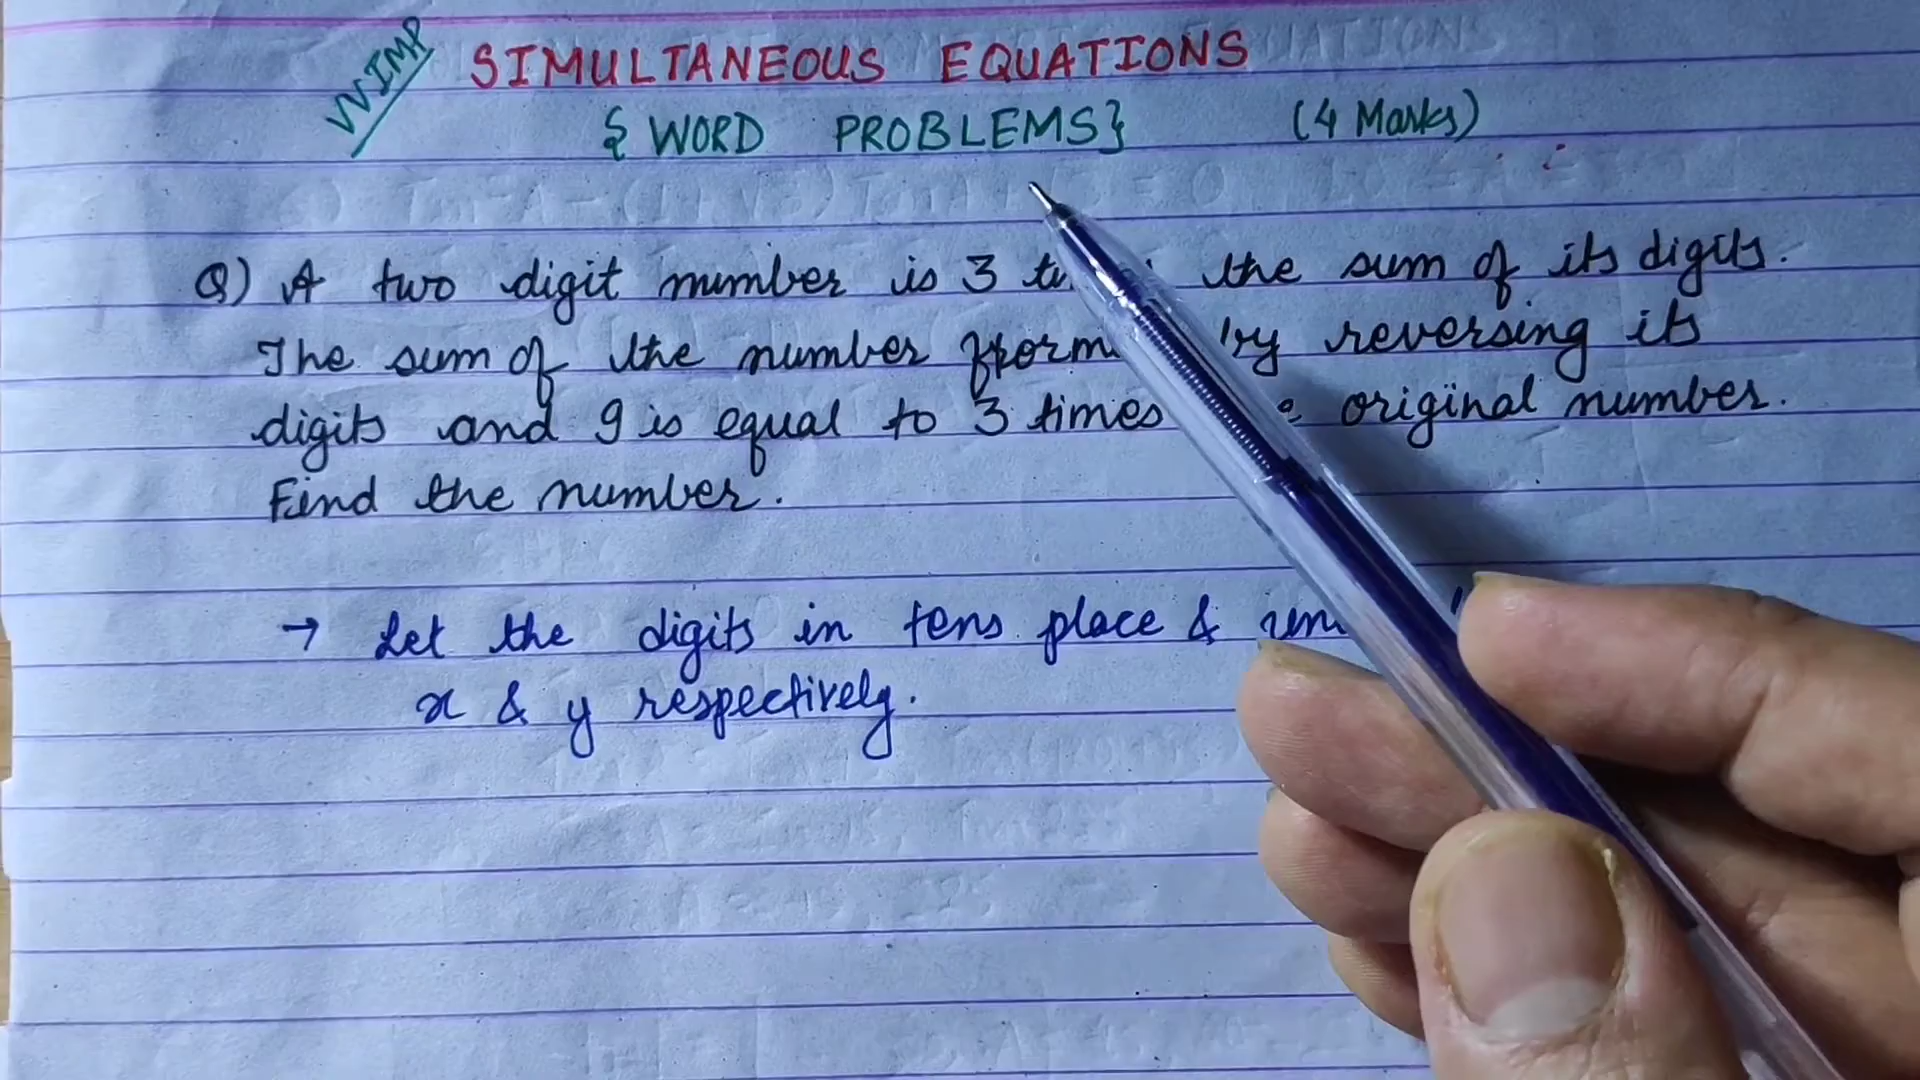 VVIMP
SIMULTANEOUS EQUATIONS
{WORD PROBLEMS} (4 Marks)
Q) A two digit number is 3 the sum of its digits.
The sum of the number by reversing its
digits and 9 is equal to 3 times original number.
Find the number.
→ Let the digits in tens place &
x & y respectively.